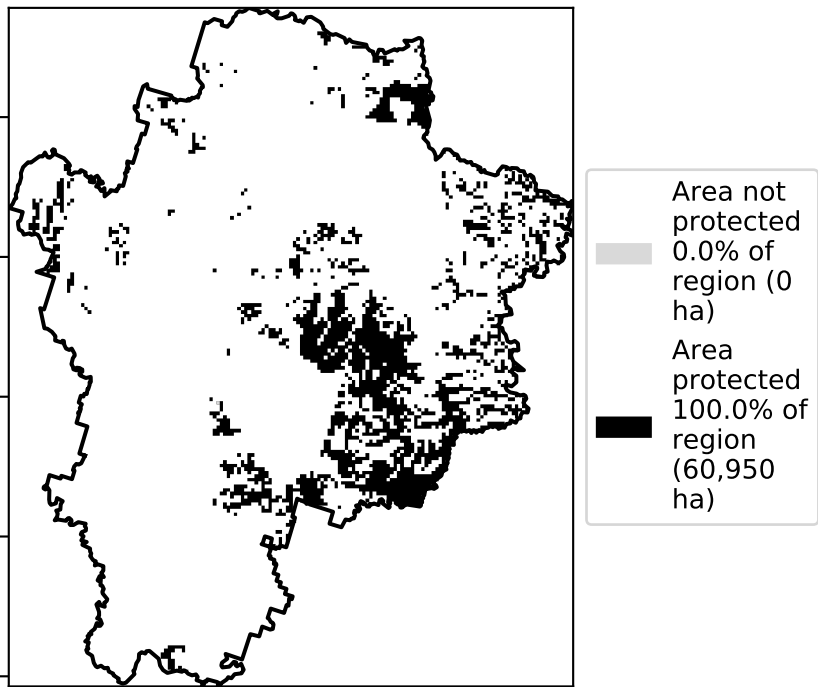 Area not
protected
0.0% of
region (0
ha)
Area
protected
100.0% of
region
(60,950
ha)